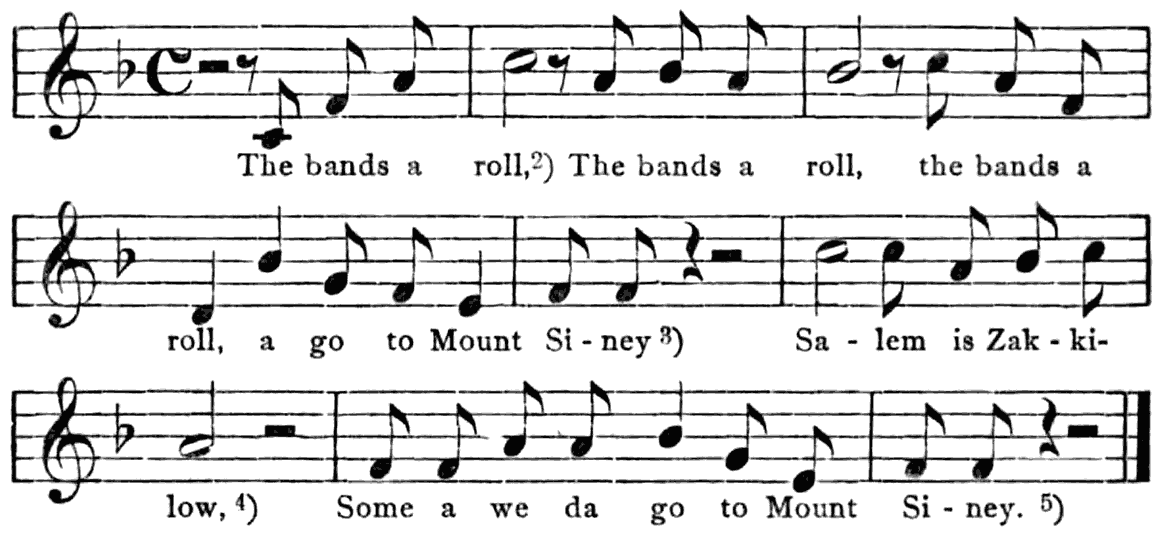 The bands a roll,2) The bands a roll, the bands a
roll, a go to Mount Si - ney 3) Sa - lem is Zak - ki-
low, 4) Some a we da go to Mount Si - ney. 5)